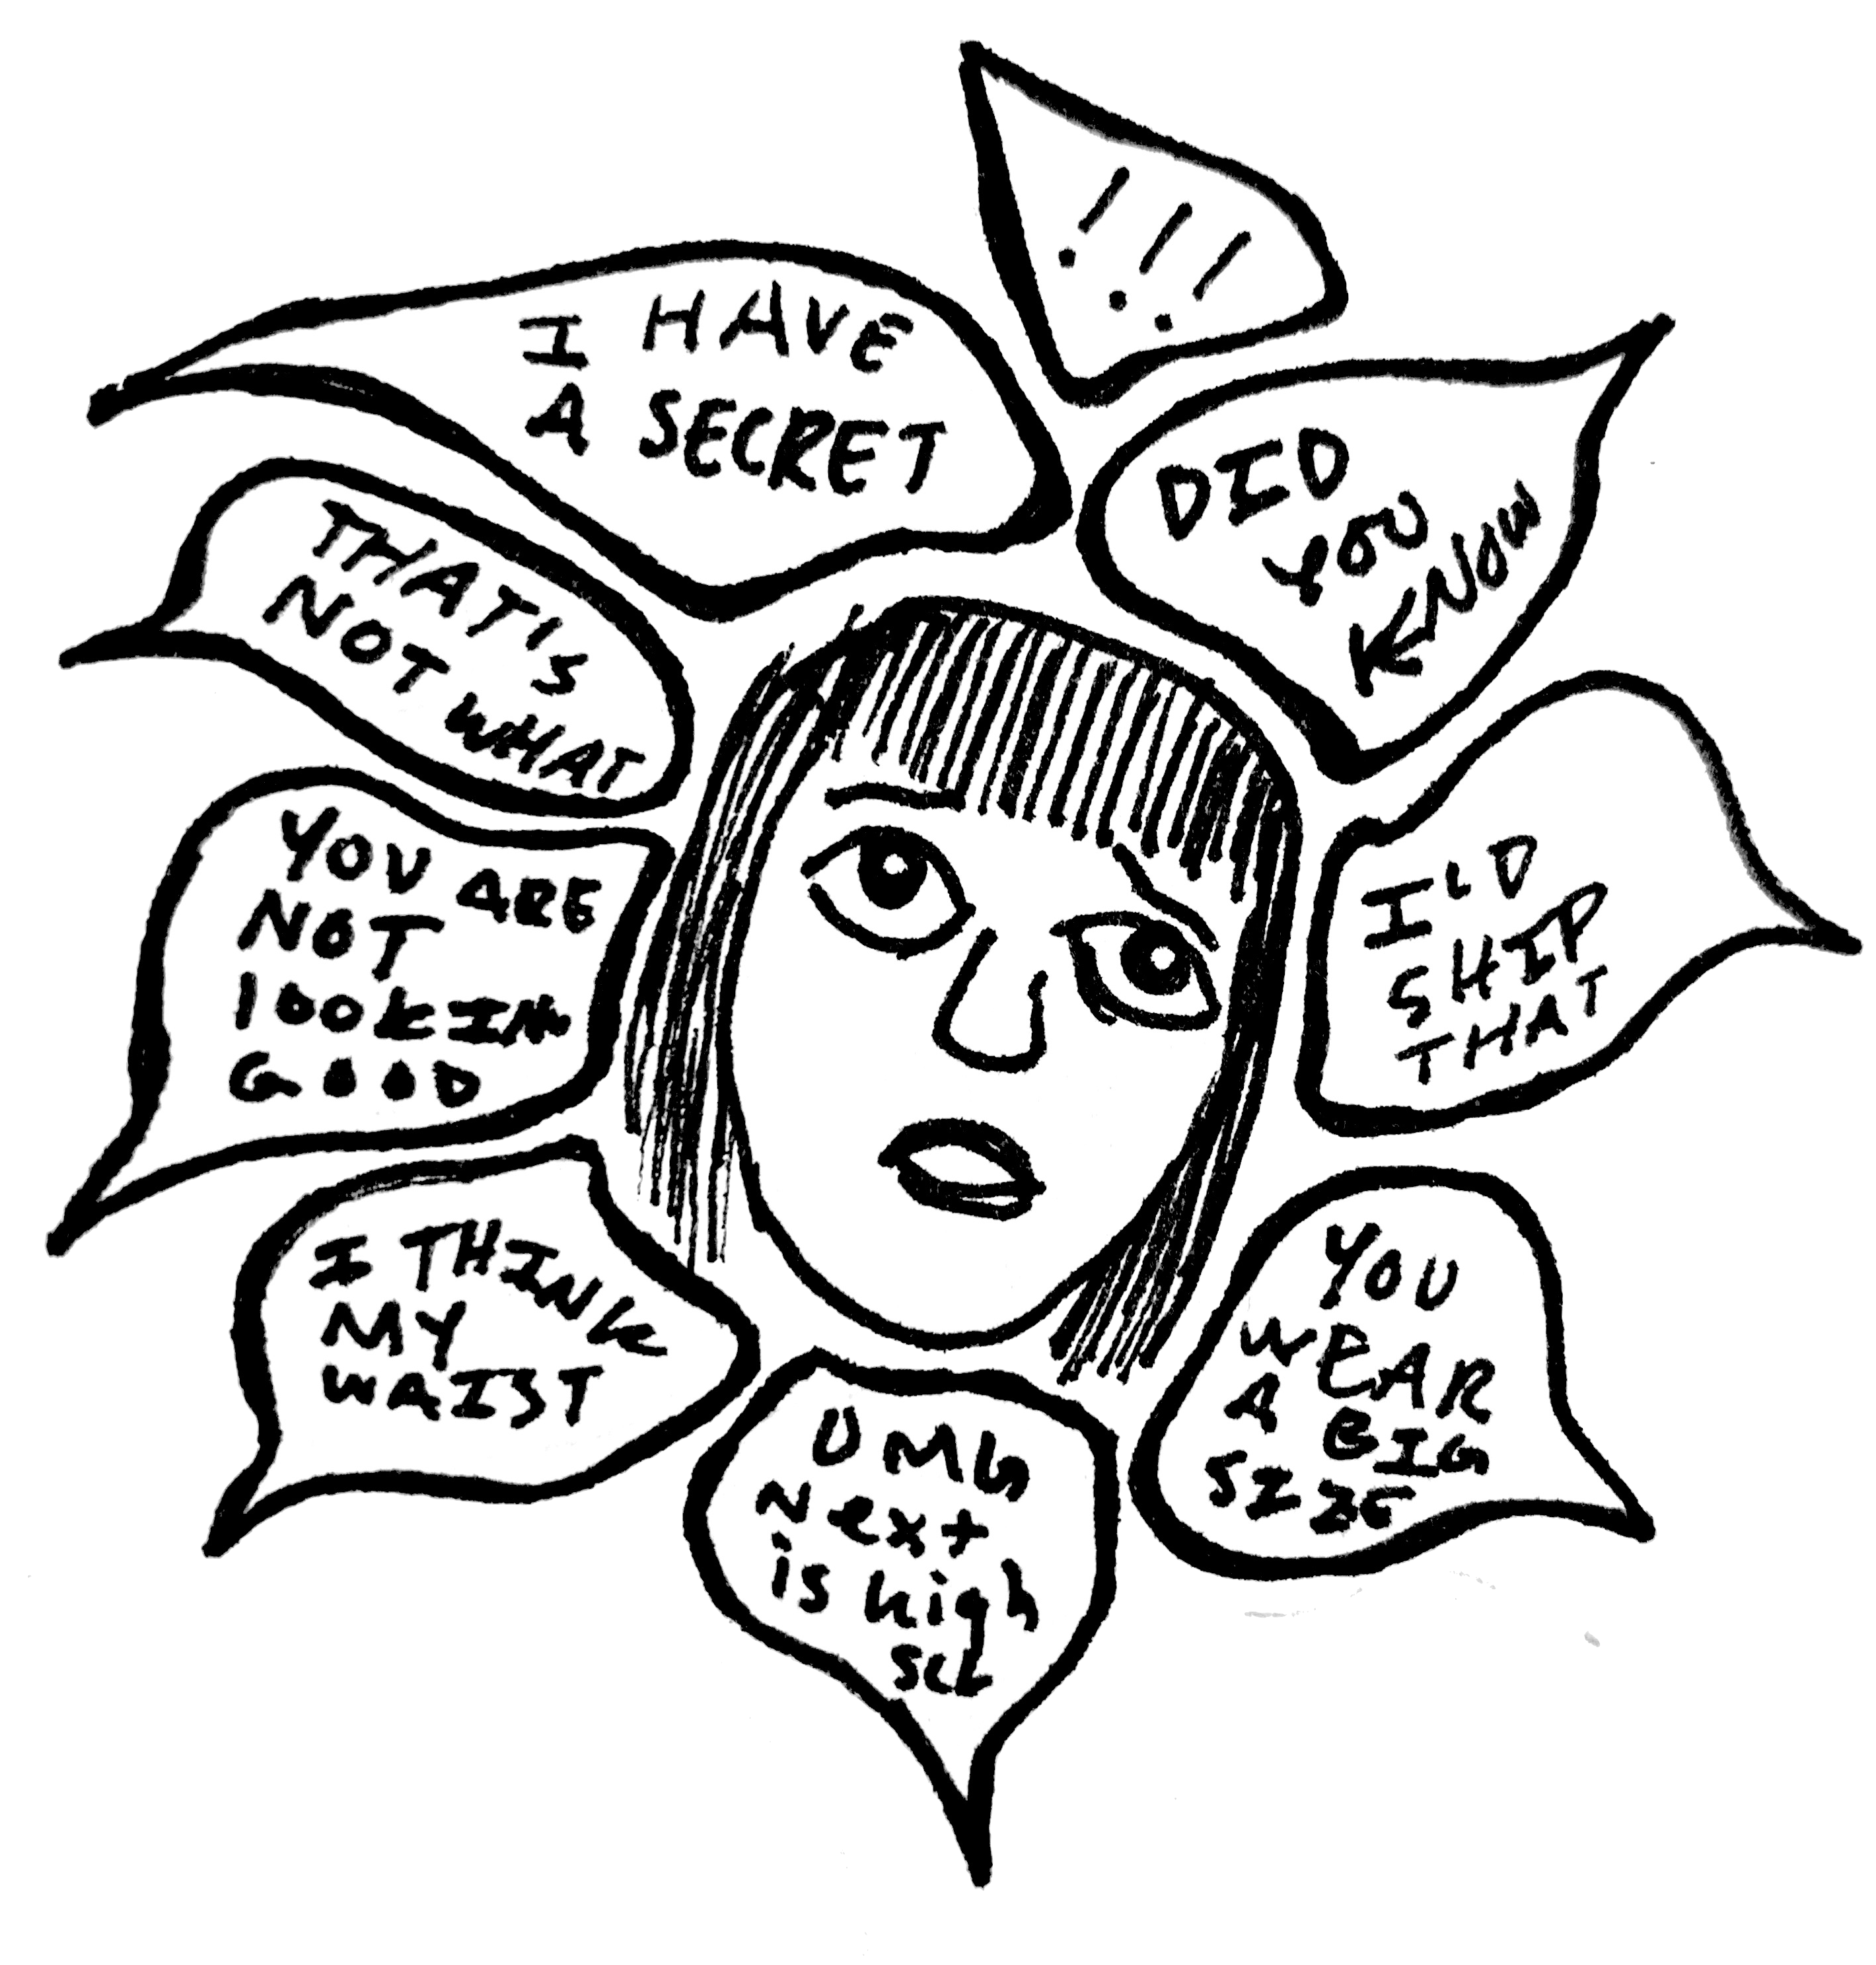 !!!
I HAVE
A SECRET
DID
YOU
KNOW
THAT'S
NOT WHAT
YOU ARE
NOT
lOOKIN
GOOD
I'D
SHIP
THAT
I THINK
MY
WAIST
YOU
WEAR
A BIG
SIZE
OMG
Next
is high